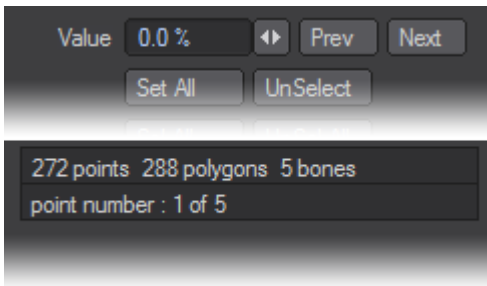 Value 0.0 % Prev Next
Set All UnSelect
272 points 288 polygons 5 bones
point number : 1 of 5